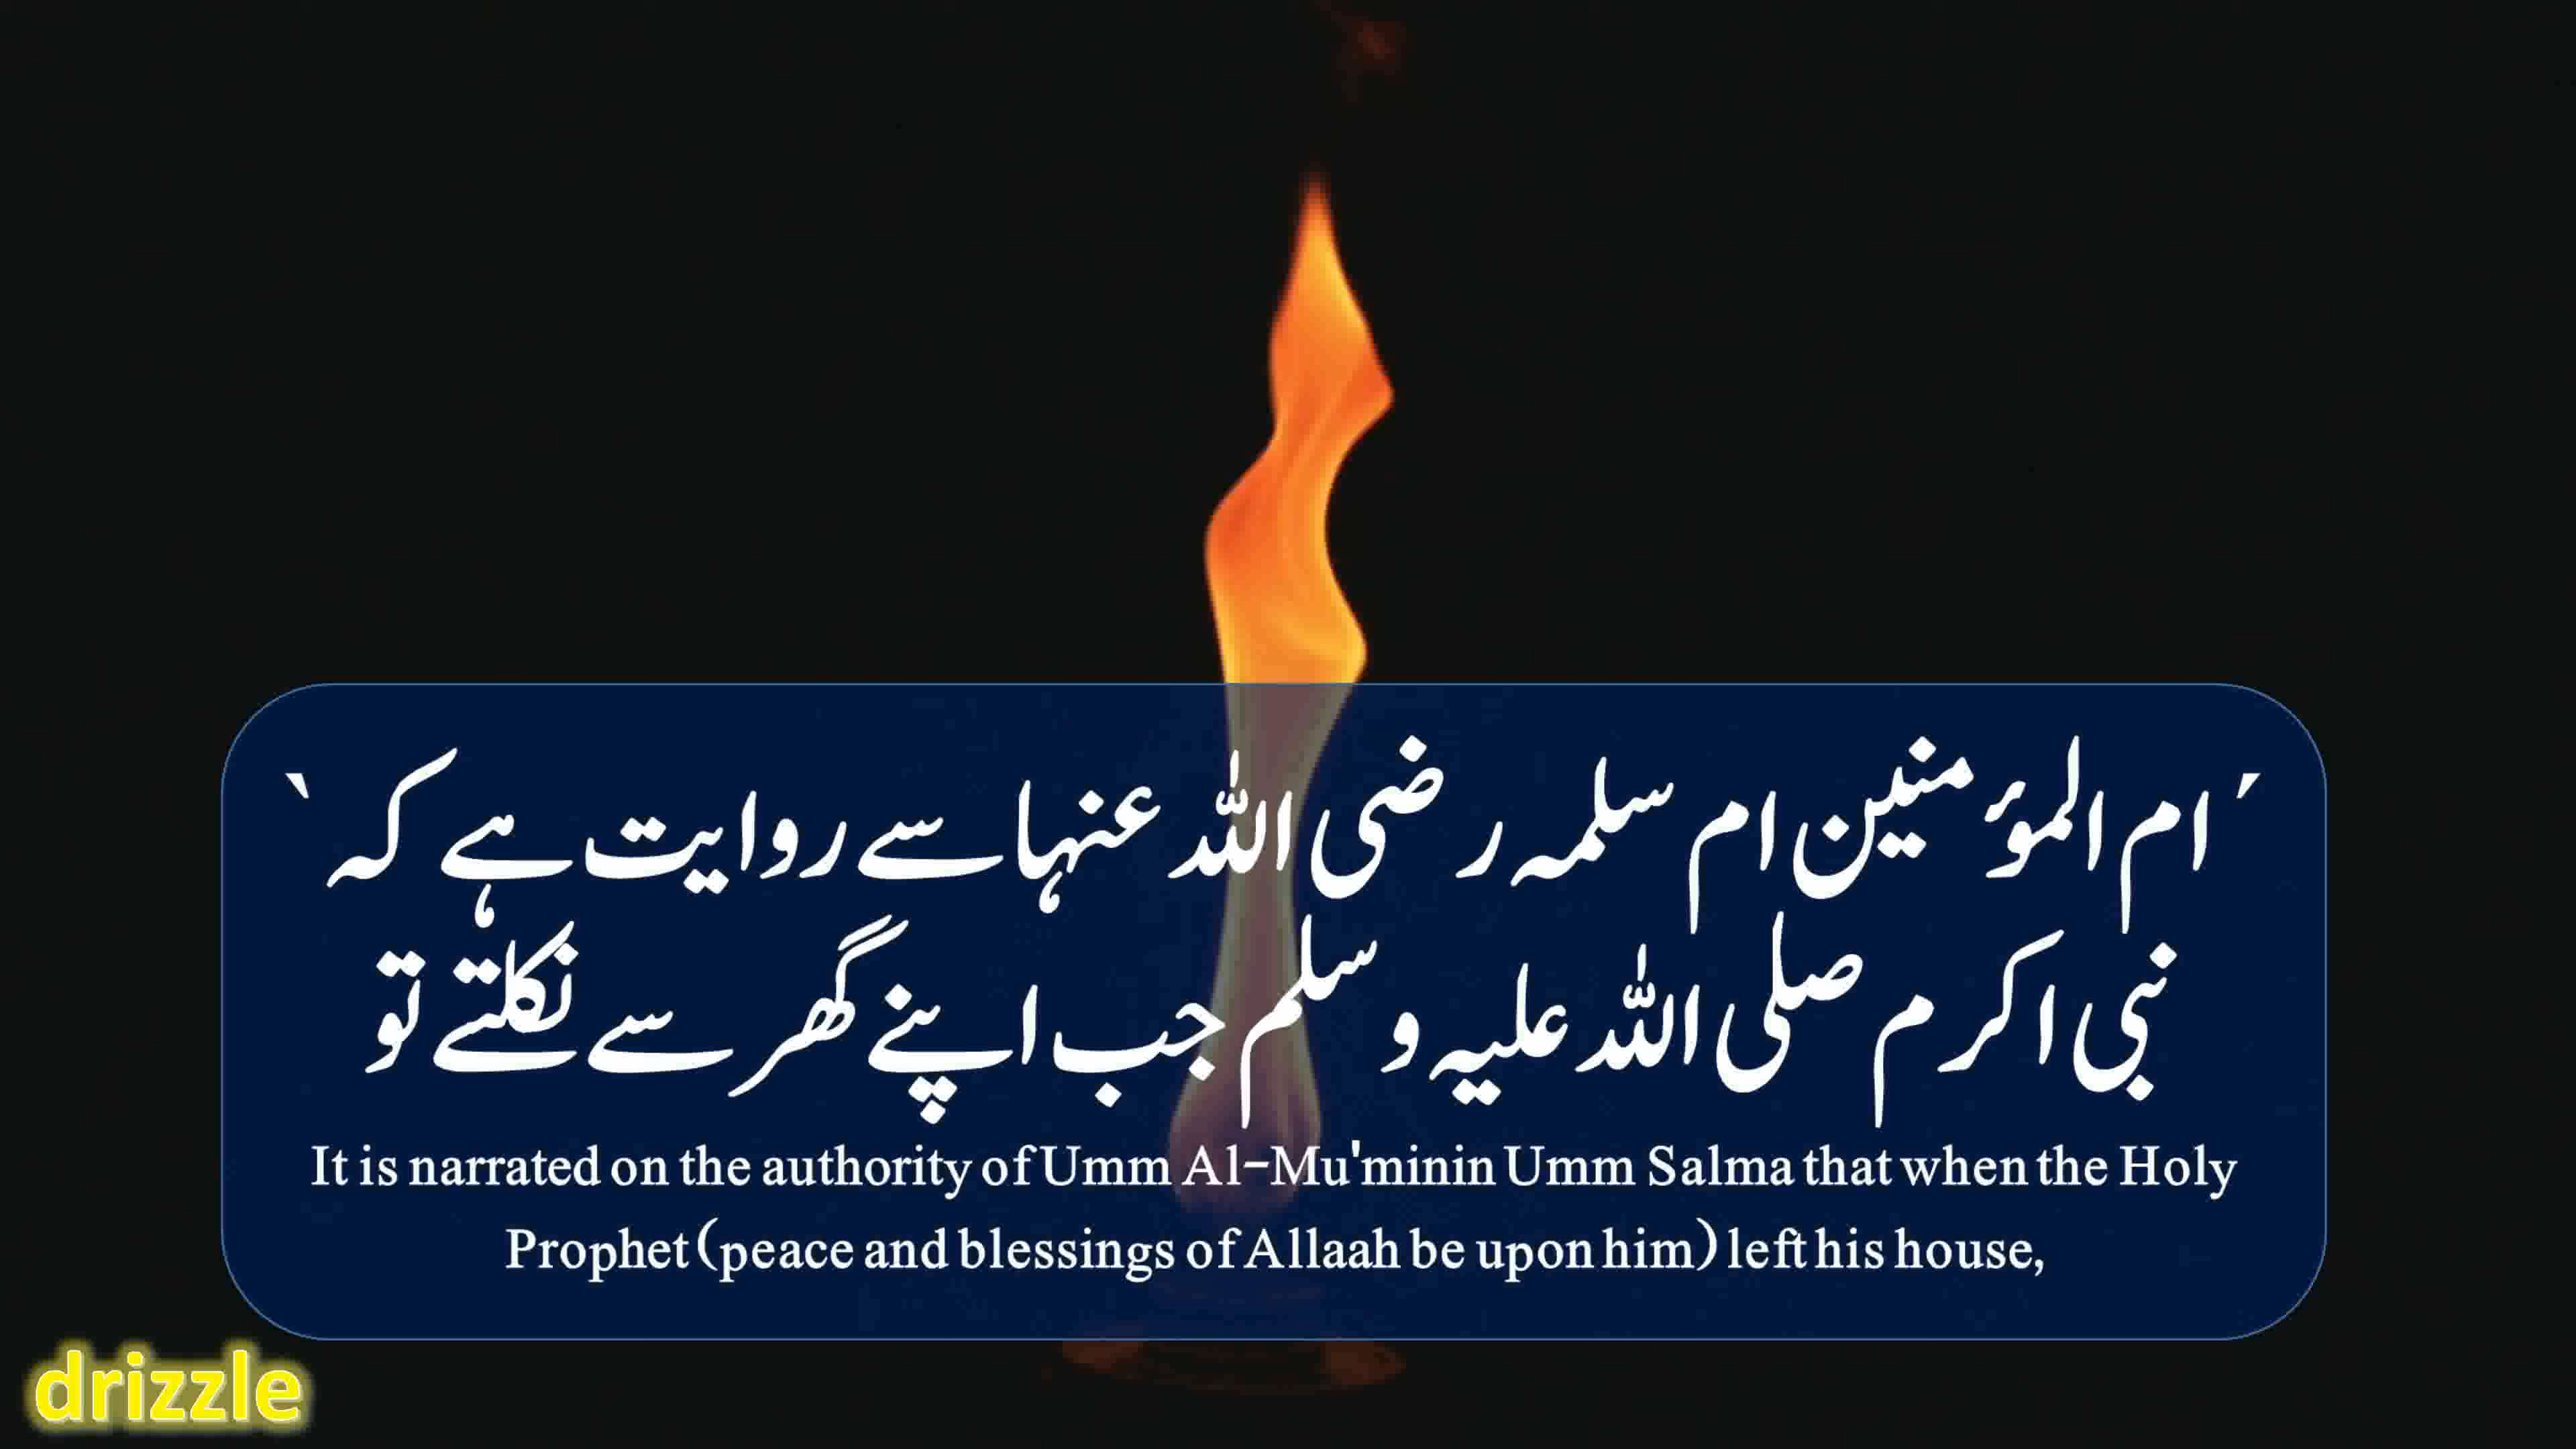 ´ام المؤمنین ام سلمہ رضی اللہ عنہا سے روایت ہے کہ`
نبی اکرم صلی اللہ علیہ وسلم جب اپنے گھر سے نکلتے تو
It is narrated on the authority of Umm Al-Mu'minin Umm Salma that when the Holy
Prophet (peace and blessings of Allaah be upon him) left his house,
drizzle